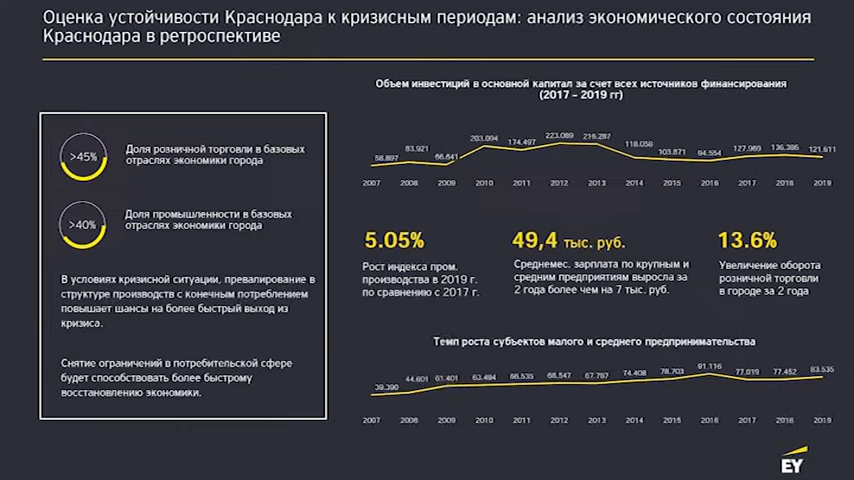 Оценка устойчивости Краснодара к кризисным периодам: анализ экономического состояния
Краснодара в ретроспективе
>45%
Доля розничной торговли в базовых
отраслях экономики города
>40%
Доля промышленности в базовых
отраслях экономики города
В условиях кризисной ситуации, превалирование в
структуре производств с конечным потреблением
повышает шансы на более быстрый выход из
кризиса.
Снятие ограничений в потребительской сфере
будет способствовать более быстрому
восстановлению экономики.
Объем инвестиций в основной капитал за счет всех источников финансирования
(2017 – 2019 гг)
58.897 83.921 66.641 203.094 174.497 223.089 216.287 118.058 103.871 94.554 127.969 136.386 121.611
2007 2008 2009 2010 2011 2012 2013 2014 2015 2016 2017 2018 2019
5.05%
Рост индекса пром.
производства в 2019 г.
по сравнению с 2017 г.
49,4 тыс. руб.
Среднемес. зарплата по крупным и
средним предприятиям выросла за
2 года более чем на 7 тыс. руб.
13.6%
Увеличение оборота
розничной торговли
в городе за 2 года
Темп роста субъектов малого и среднего предпринимательства
39.390 44.601 61.401 63.494 66.535 68.547 67.787 74.408 78.703 91.116 77.019 77.452 83.535
2007 2008 2009 2010 2011 2012 2013 2014 2015 2016 2017 2018 2019
EY